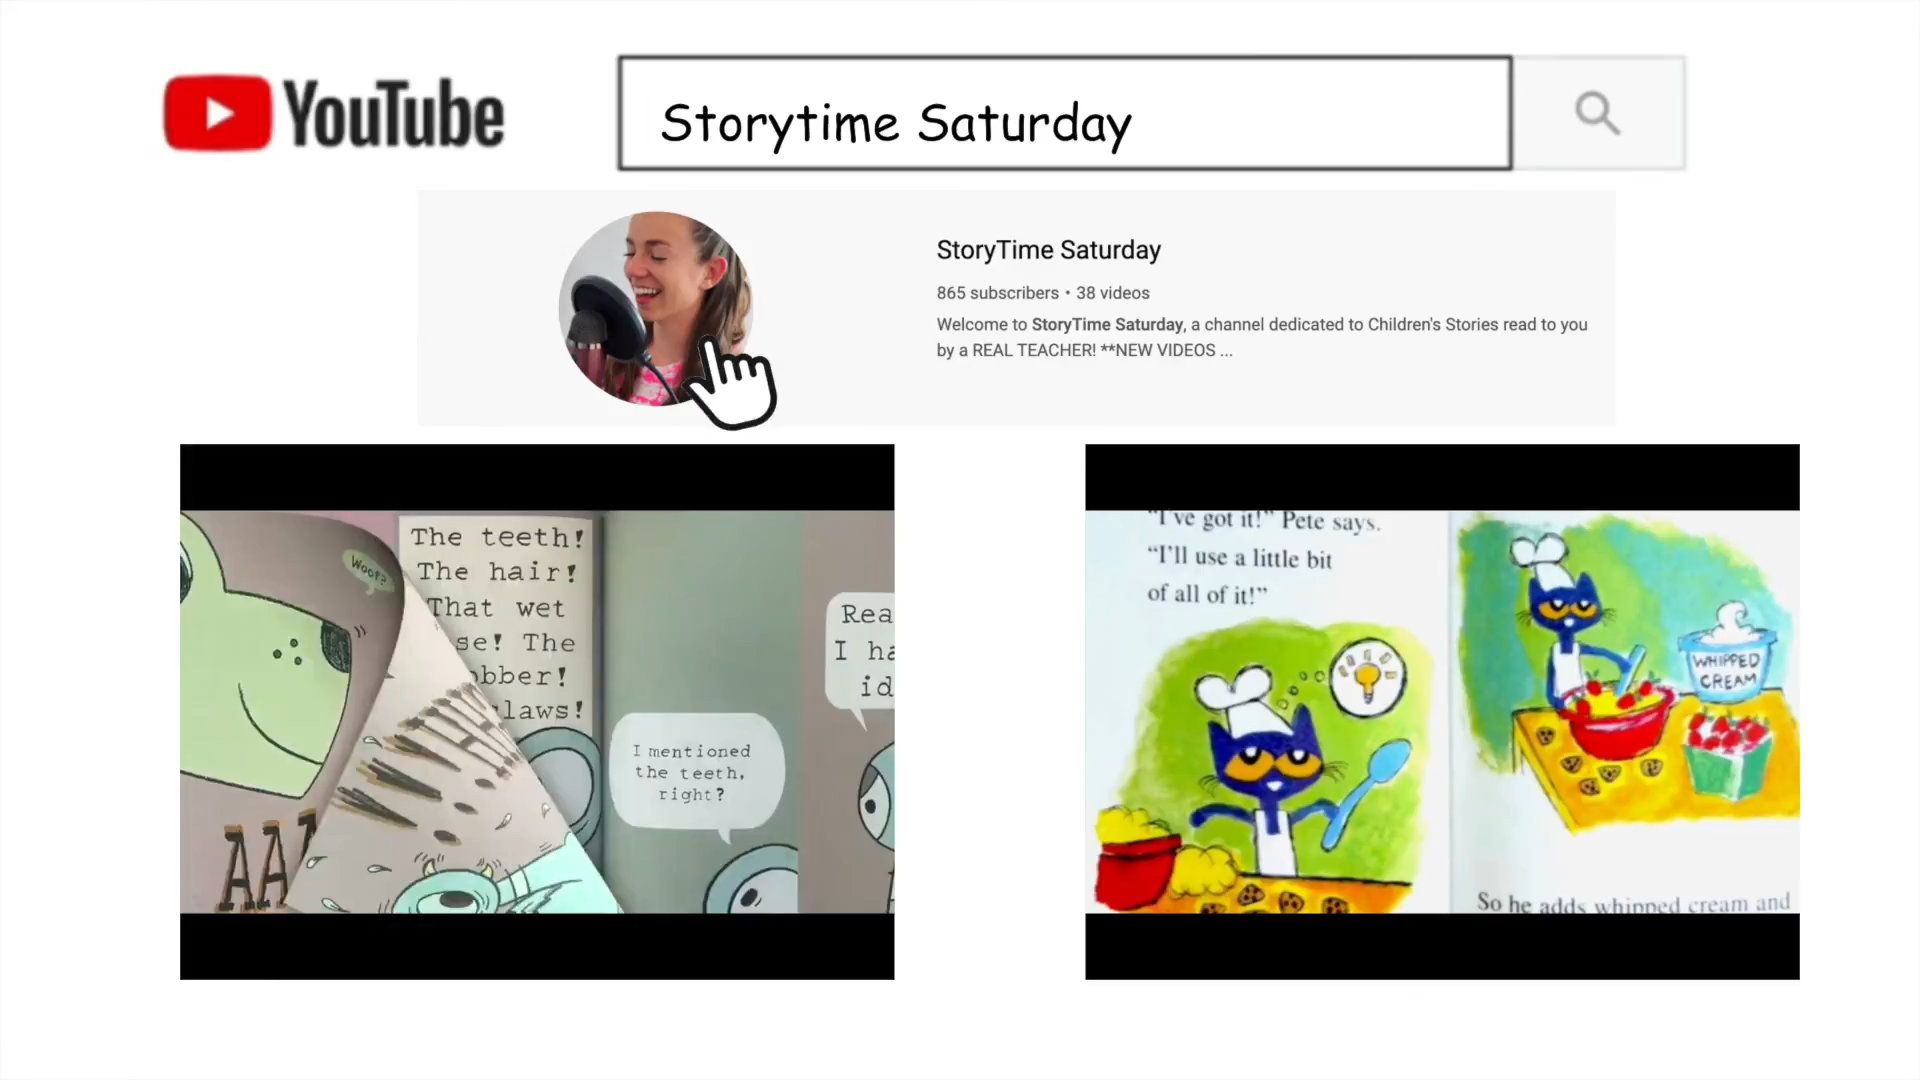 YouTube
Storytime Saturday
StoryTime Saturday
865 subscribers • 38 videos
Welcome to StoryTime Saturday, a channel dedicated to Children's Stories read to you
by a REAL TEACHER! **NEW VIDEOS ...
Woof?
The teeth!
The hair!
That wet
se! The
bber!
laws!
I mentioned
the teeth,
right?
Rea
I ha
id
AAA
"I've got it!" Pete says.
"I'll use a little bit
of all of it!"
WHIPPED
CREAM
So he adds whipped cream and